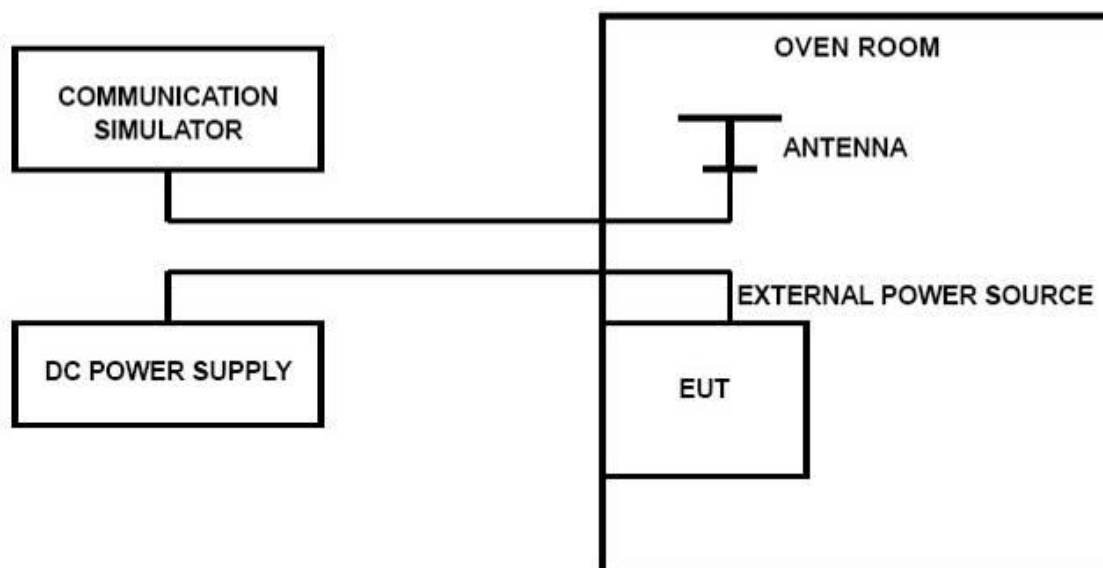 OVEN ROOM
COMMUNICATION
SIMULATOR
ANTENNA
EXTERNAL POWER SOURCE
DC POWER SUPPLY
EUT